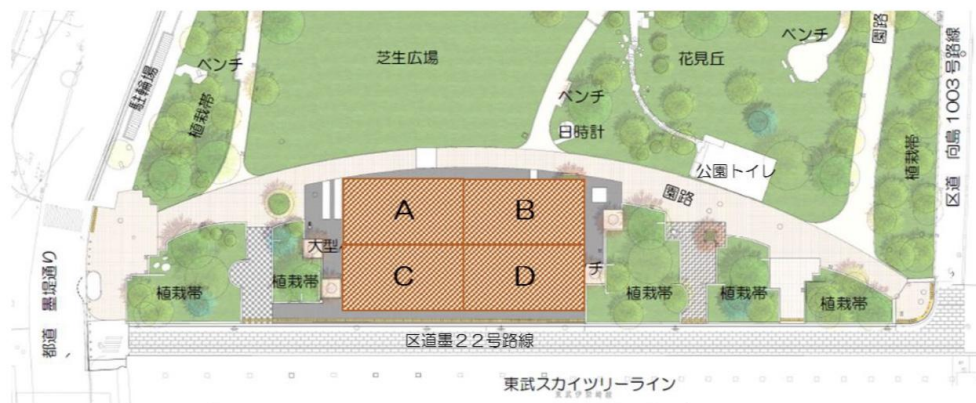 ベンチ
芝生広場
花見丘
ベンチ
園路
駐輪場
植栽帯
ベンチ
日時計
植栽帯
区道 向島1003号路線
公園トイレ
園路
A
B
大型
C
D
チ
植栽帯
植栽帯
植栽帯
植栽帯
植栽帯
都道 墨堤通り
区道墨22号路線
東武スカイツリーライン